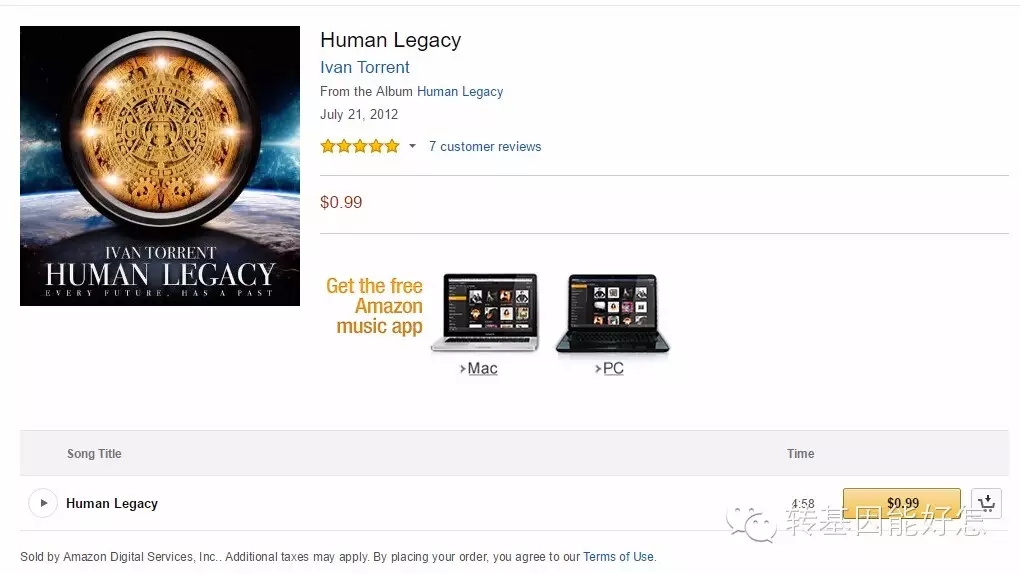 Human Legacy
Ivan Torrent
From the Album Human Legacy
July 21, 2012
7 customer reviews
$0.99
IVAN TORRENT
HUMAN LEGACY
EVERY FUTURE, HAS A PAST
Get the free
Amazon
music app
›Mac ›PC
Song Title Time
Human Legacy 4:58 $0.99
转基因能好怎
Sold by Amazon Digital Services, Inc.. Additional taxes may apply. By placing your order, you agree to our Terms of Use.